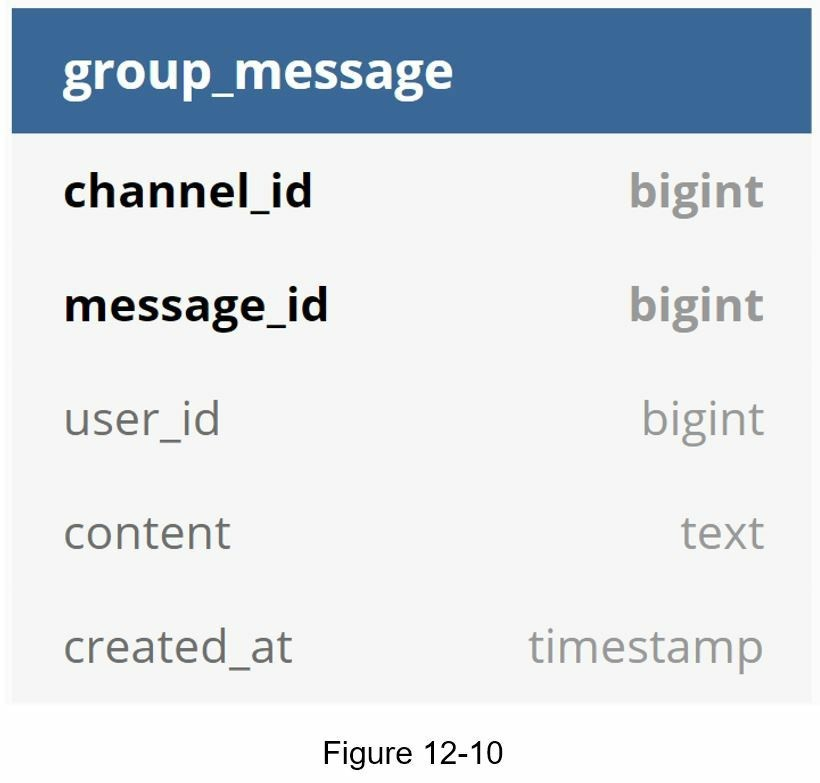 group_message
channel_id bigint
message_id bigint
user_id bigint
content text
created_at timestamp
Figure 12-10